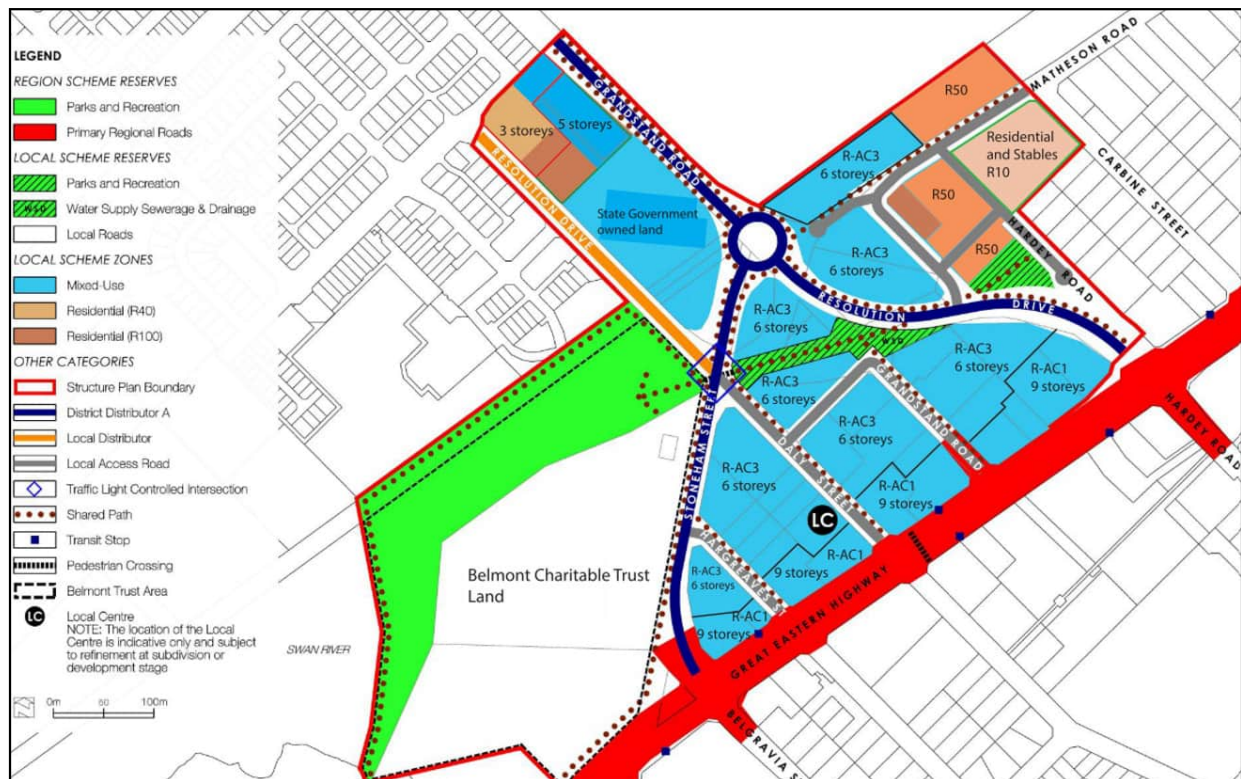 LEGEND
REGION SCHEME RESERVES
Parks and Recreation
Primary Regional Roads
LOCAL SCHEME RESERVES
Parks and Recreation
WSD
Water Supply Sewerage & Drainage
Local Roads
LOCAL SCHEME ZONES
Mixed-Use
Residential (R40)
Residential (R100)
OTHER CATEGORIES
Structure Plan Boundary
District Distributor A
Local Distributor
Local Access Road
Traffic Light Controlled Intersection
Shared Path
Transit Stop
Pedestrian Crossing
Belmont Trust Area
LC
Local Centre
NOTE: The location of the Local
Centre is indicative only and subject
to refinement at subdivision or
development stage
0m 50 100m
SWAN RIVER
GRANDSTAND ROAD
3 storeys
5 storeys
RESOLUTION DRIVE
State Government
owned land
MATHESON ROAD
R50
R-AC3
6 storeys
Residential
and Stables
R10
CARBINE STREET
R50
R50
HARDEY ROAD
R-AC3
6 storeys
RESOLUTION DRIVE
R-AC3
6 storeys
WSD
R-AC3
6 storeys
R-AC1
9 storeys
R-AC3
6 storeys
GRANDSTAND ROAD
R-AC3
6 storeys
HARDEY ROAD
STONEHAM STREET
DALY STREET
R-AC3
6 storeys
R-AC1
9 storeys
LC
HARGREAVES S
R-AC1
9 storeys
R-AC3
6 storeys
R-AC1
9 storeys
Belmont Charitable Trust
Land
GREAT EASTERN HIGHWAY
BELGRAVIA S